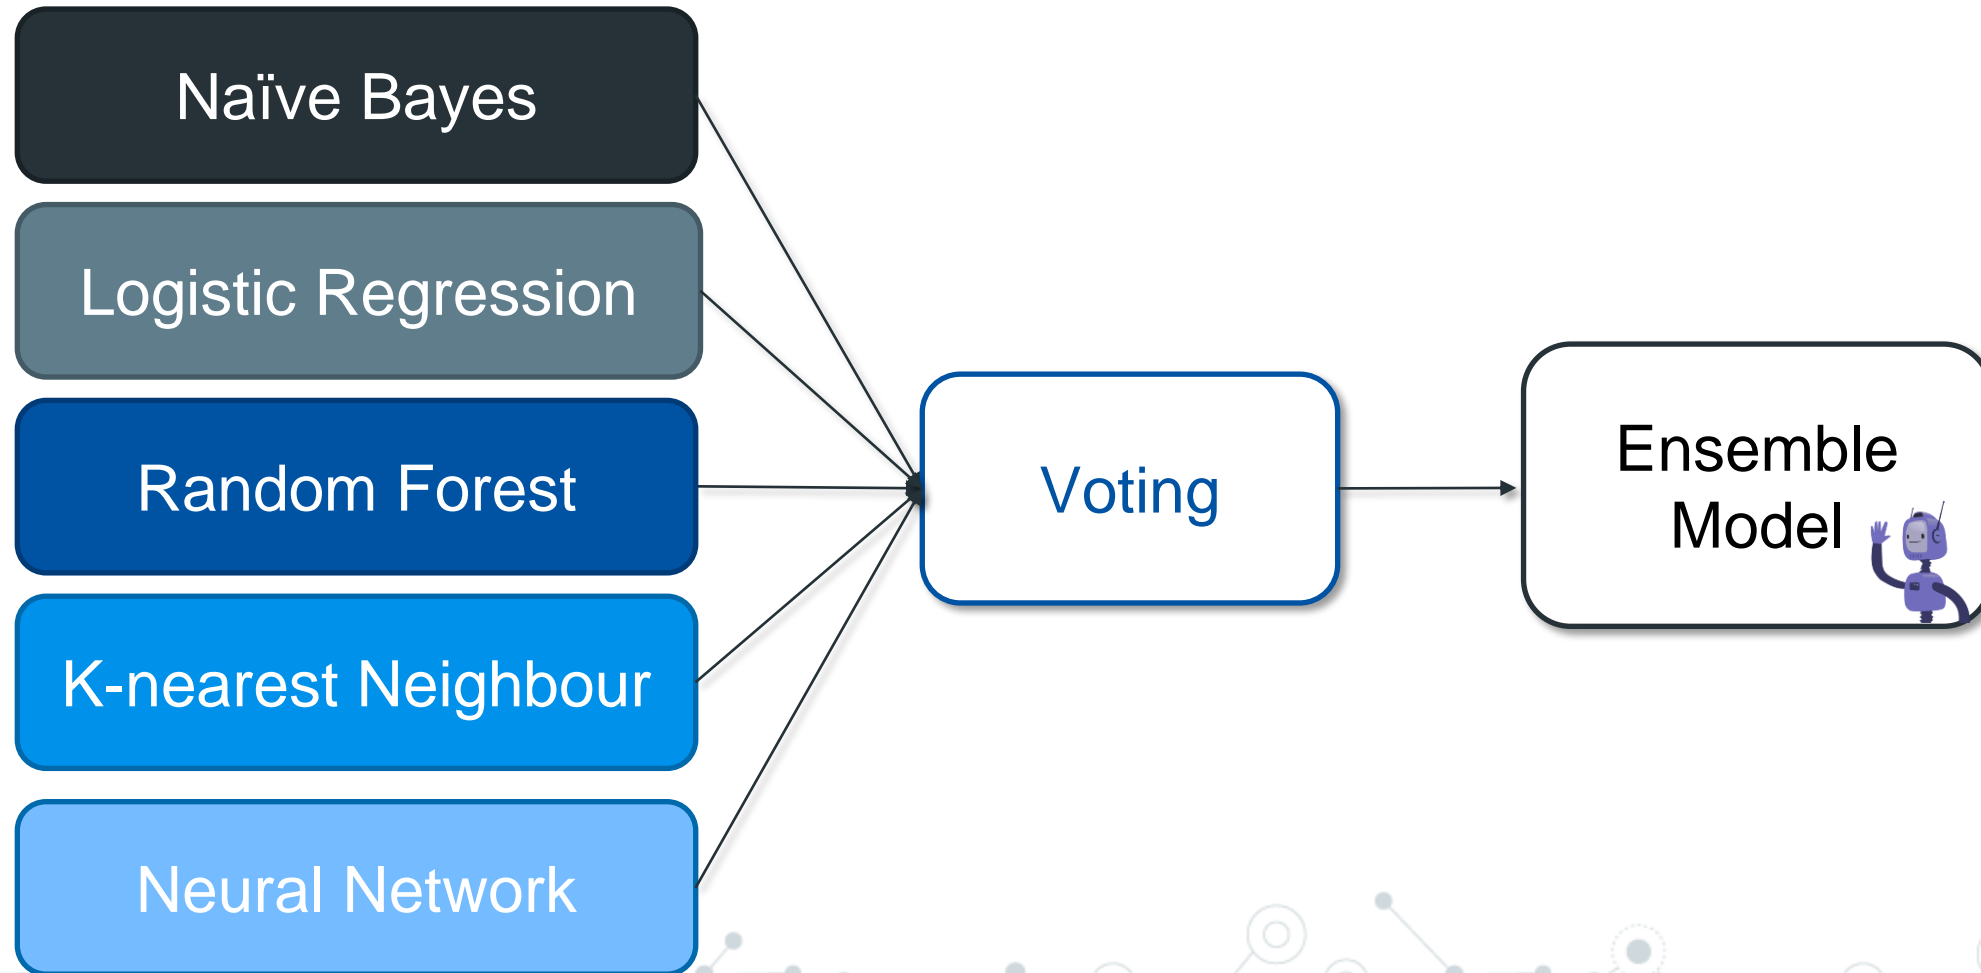 Naïve Bayes
Logistic Regression
Random Forest
K-nearest Neighbour
Neural Network
Voting
Ensemble
Model